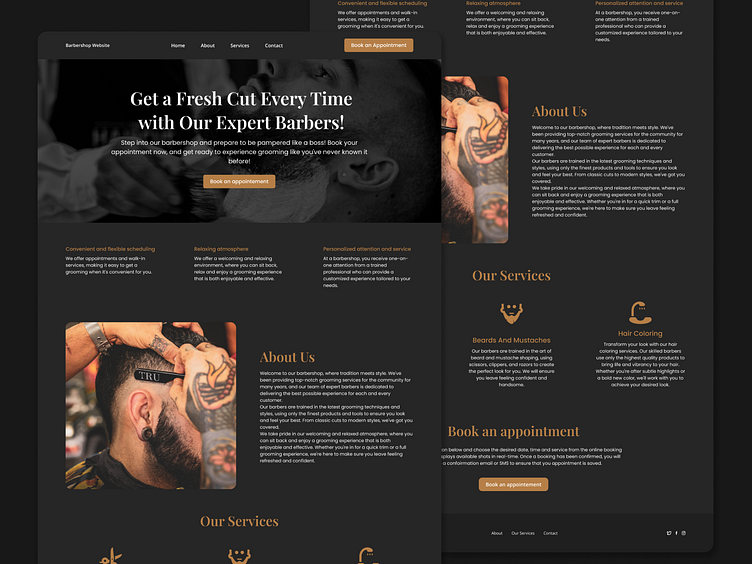 Barbershop Website
Home
About
Services
Contact
Get a Fresh Cut Every Time
with Our Expert Barbers!
Step into our barbershop and prepare to be pampered like a boss! Book your
appointment now, and get ready to experience grooming like you've never known it
before!
Book an appointement
Convenient and flexible scheduling
We offer appointments and walk-in
services, making it easy to get a
grooming when it's convenient for you.
Relaxing atmosphere
We offer a welcoming and relaxing
environment, where you can sit back,
relax and enjoy a grooming experience
that is both enjoyable and effective.
Personalized attention and service
At a barbershop, you receive one-on-
one attention from a trained
professional who can provide a
customized experience tailored to your
needs.
TRU
About Us
Welcome to our barbershop, where tradition meets style. We've
been providing top-notch grooming services for the community for
many years, and our team of expert barbers is dedicated to
delivering the best possible experience for each and every
customer.
Our barbers are trained in the latest grooming techniques and
styles, using only the finest products and tools to ensure you look
and feel your best. From classic cuts to modern styles, we've got you
covered.
We take pride in our welcoming and relaxed atmosphere, where you
can sit back and enjoy a grooming experience that is both
enjoyable and effective. Whether you're in for a quick trim or a full
grooming experience, we're here to make sure you leave feeling
refreshed and confident.
Our Services
Convenient and flexible scheduling
We offer appointments and walk-in
services, making it easy to get a
grooming when it's convenient for you.
Relaxing atmosphere
We offer a welcoming and relaxing
environment, where you can sit back,
relax and enjoy a grooming experience
that is both enjoyable and effective.
Personalized attention and service
At a barbershop, you receive one-on-
one attention from a trained
professional who can provide a
customized experience tailored to your
needs.
Book an Appointment
About Us
Welcome to our barbershop, where tradition meets style. We've
been providing top-notch grooming services for the community for
many years, and our team of expert barbers is dedicated to
delivering the best possible experience for each and every
customer.
Our barbers are trained in the latest grooming techniques and
styles, using only the finest products and tools to ensure you look
and feel your best. From classic cuts to modern styles, we've got you
covered.
We take pride in our welcoming and relaxed atmosphere, where you
can sit back and enjoy a grooming experience that is both
enjoyable and effective. Whether you're in for a quick trim or a full
grooming experience, we're here to make sure you leave feeling
refreshed and confident.
Our Services
Beards And Mustaches
Our barbers are trained in the art of
beard and mustache shaping, using
scissors, clippers, and razors to create
the perfect look for you. We will ensure
you leave feeling confident and
handsome.
Hair Coloring
Transform your look with our hair
coloring services. Our skilled barbers
use only the highest quality products to
bring life and vibrancy to your hair.
Whether you're after subtle highlights or
a bold new color, we'll work with you to
achieve your desired look.
Book an appointment
on below and choose the desired date, time and service from the online booking
plays available shots in real-time. Once a booking has been confirmed, you will
a conformation email or SMS to ensure that you appointment is saved.
Book an appointement
About
Our Services
Contact